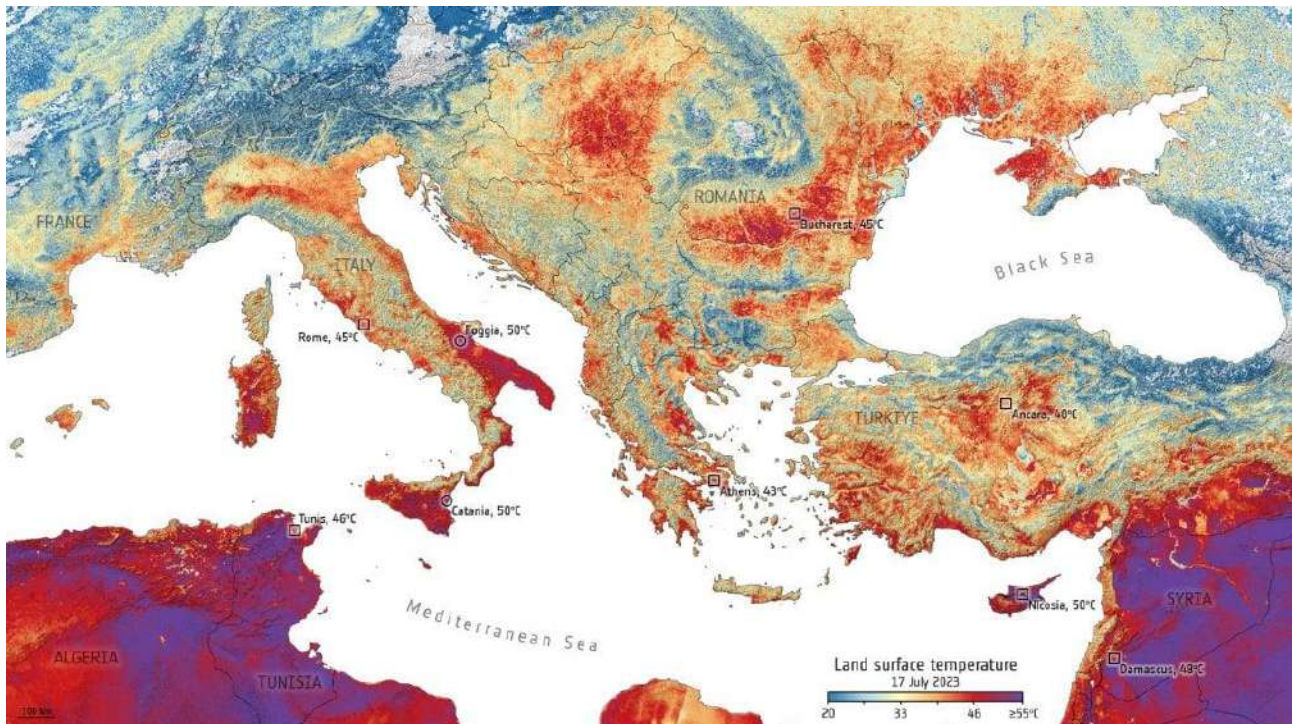 FRANCE
ROMANIA
Bucharest, 45°C
Black Sea
ITALY
Rome, 45°C
Foggia, 50°C
TÜRKİYE
Ancara, 40°C
Athens, 43°C
Catania, 50°C
Tunis, 46°C
Nicosia, 50°C
SYRIA
Mediterranean Sea
ALGERIA
TUNISIA
Damascus, 48°C
Land surface temperature
17 July 2023
20 33 46 ≥55°C